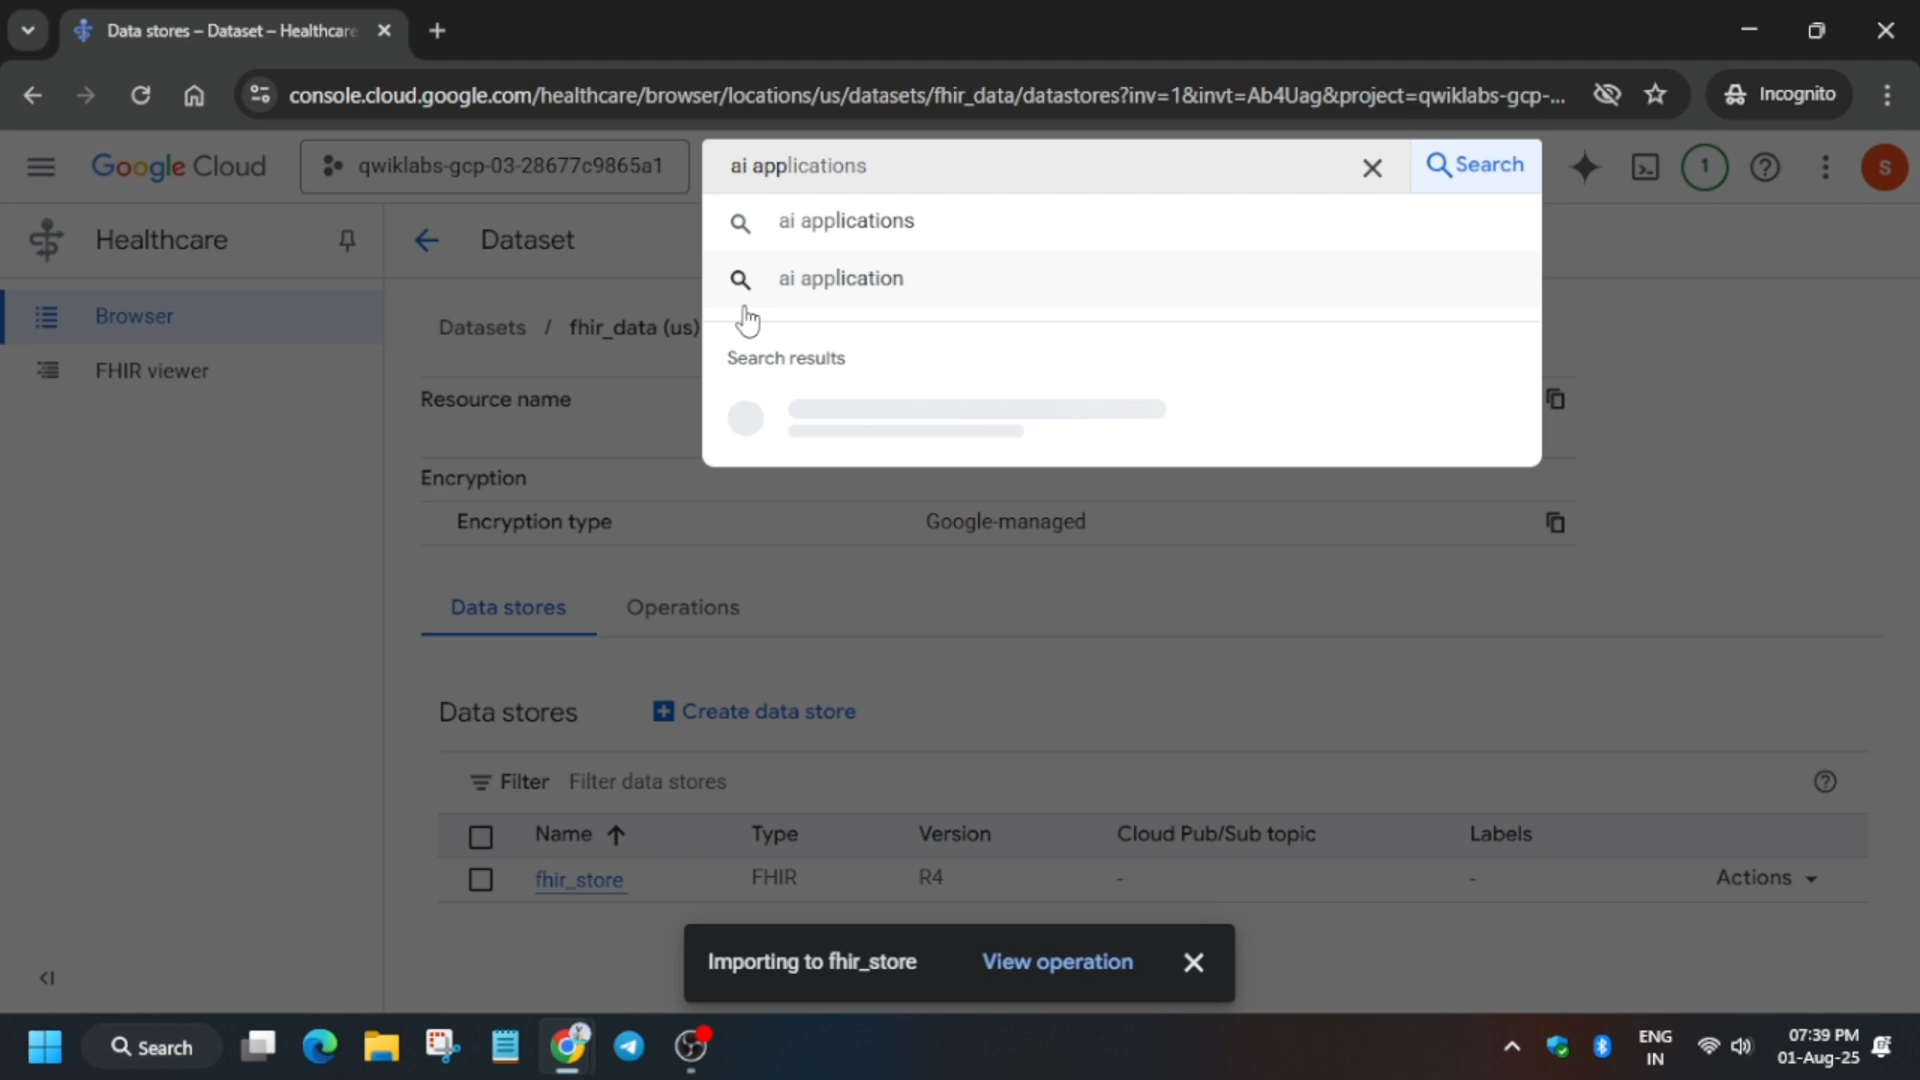 Data stores – Dataset – Healthcare
console.cloud.google.com/healthcare/browser/locations/us/datasets/fhir_data/datastores?inv=1&invt=Ab4Uag&project=qwiklabs-gcp-...
Incognito
Google Cloud
qwiklabs-gcp-03-28677c9865a1
ai applications
Search
1
S
Healthcare
Dataset
ai applications
ai application
Browser
FHIR viewer
Datasets / fhir_data (us)
Search results
Resource name
Encryption
Encryption type
Google-managed
Data stores
Operations
Data stores
Create data store
Filter Filter data stores
Name
Type
Version
Cloud Pub/Sub topic
Labels
fhir_store
FHIR
R4
-
-
Actions
Importing to fhir_store
View operation
Search
ENG
IN
07:39 PM
01-Aug-25